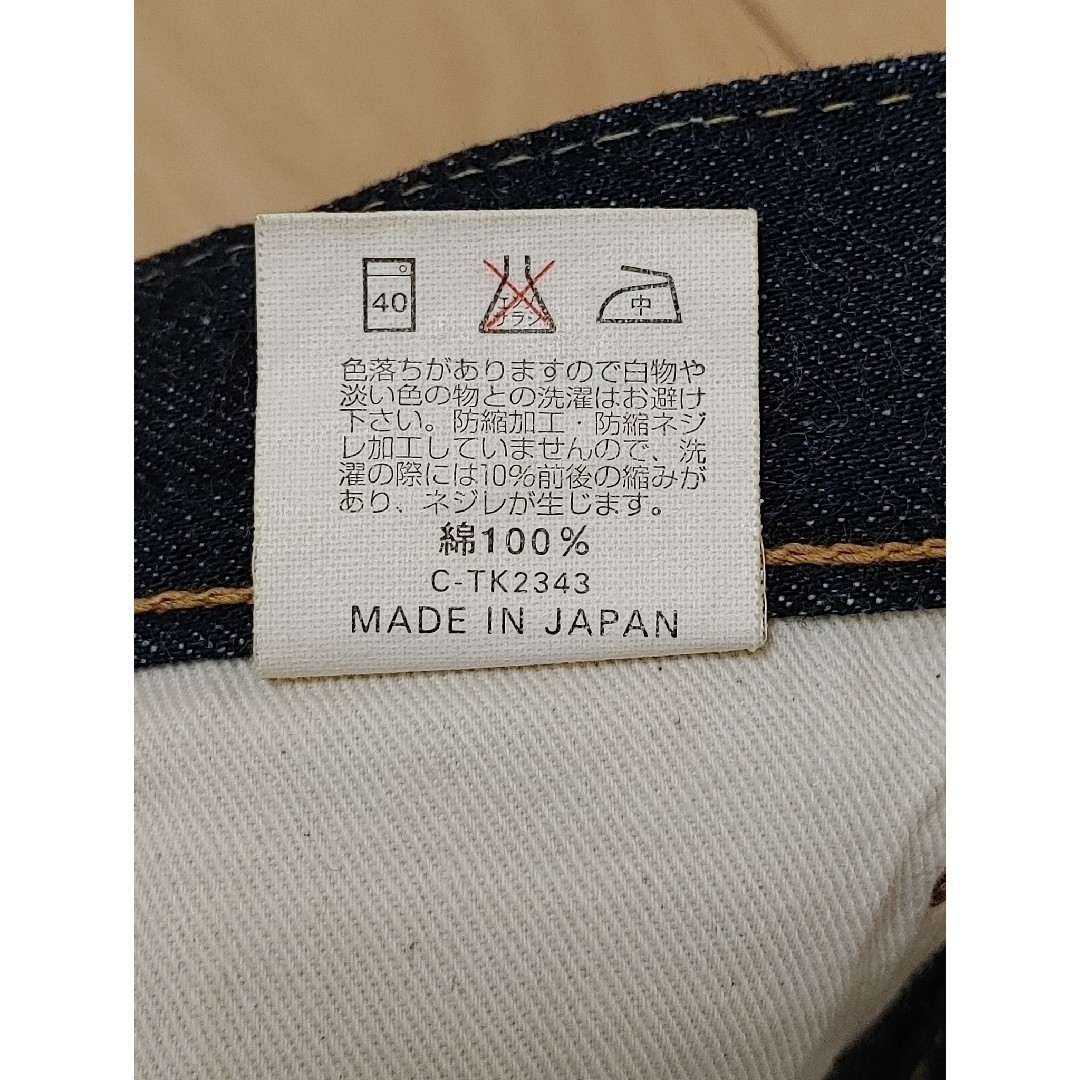 40
エンソ
サラシ
中
色落ちがありますので白物や
淡い色の物との洗濯はお避け
下さい。防縮加工・防縮ネジ
レ加工していませんので、洗
濯の際には10%前後の縮みが
あり、ネジレが生じます。
綿100%
C-TK2343
MADE IN JAPAN